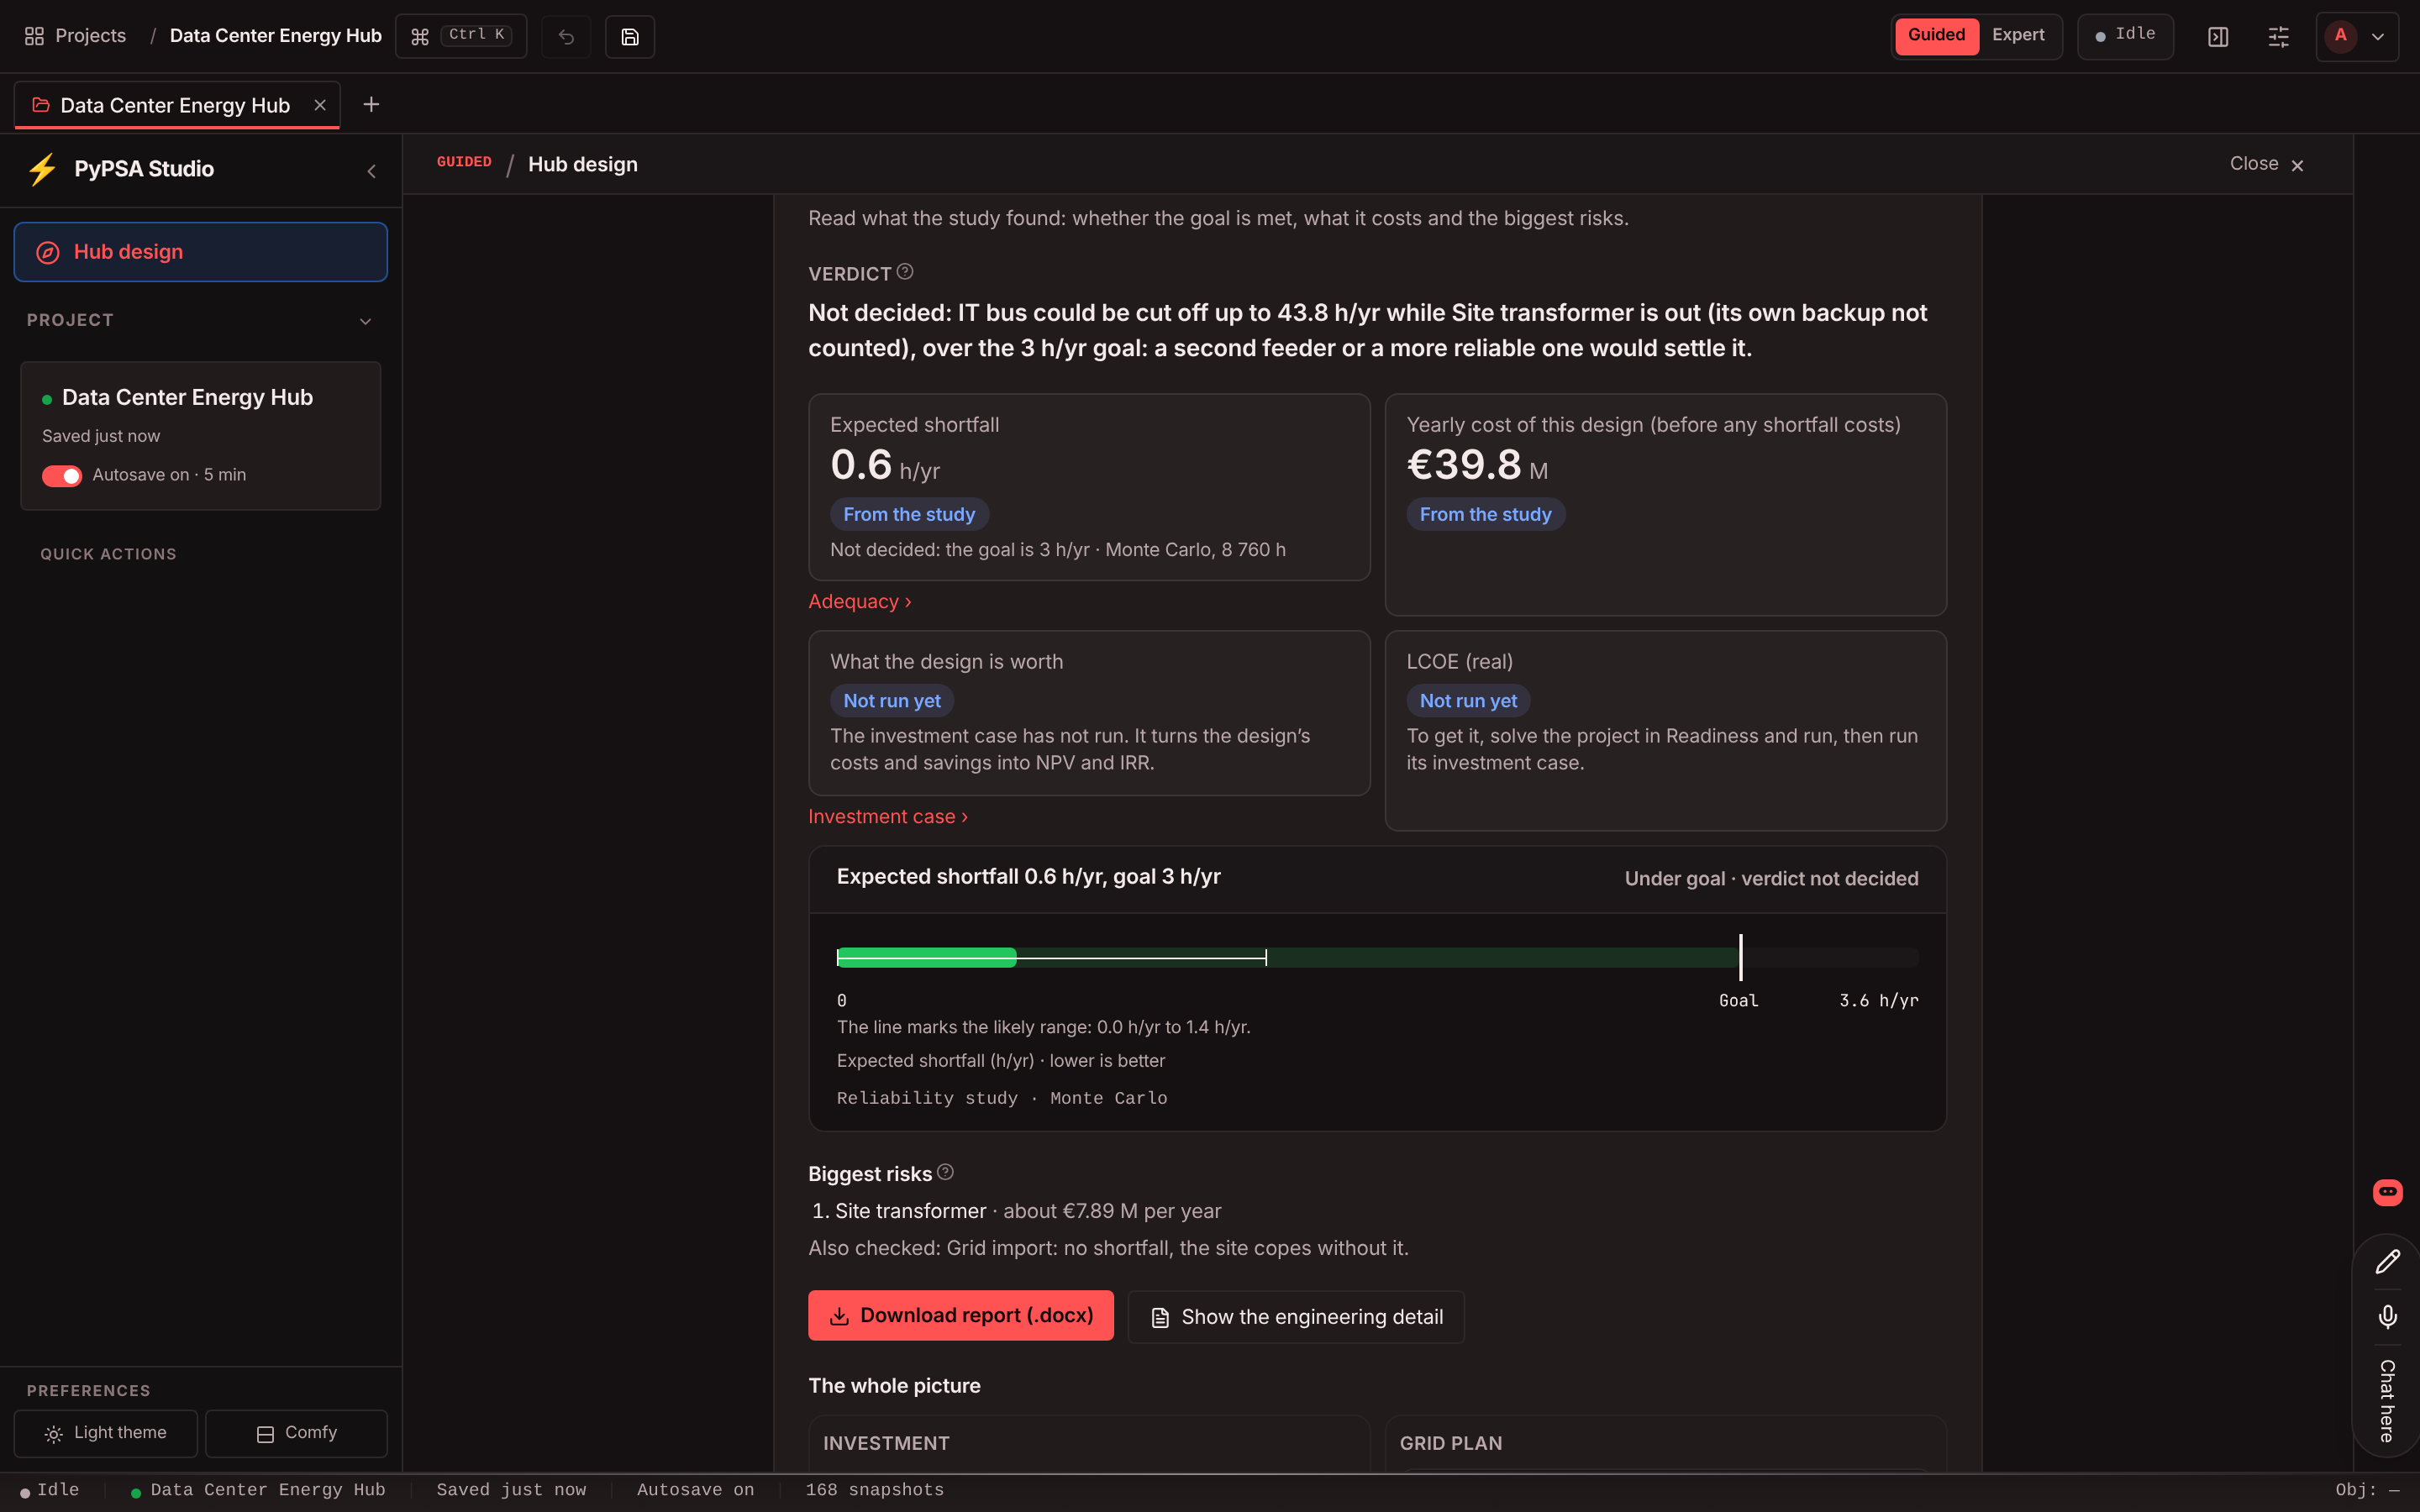 Projects / Data Center Energy Hub
⌘ Ctrl K
Guided Expert
Idle
A
Data Center Energy Hub
PyPSA Studio
Hub design
PROJECT
Data Center Energy Hub
Saved just now
Autosave on · 5 min
QUICK ACTIONS
PREFERENCES
Light theme
Comfy
GUIDED / Hub design
Close
Read what the study found: whether the goal is met, what it costs and the biggest risks.
VERDICT
Not decided: IT bus could be cut off up to 43.8 h/yr while Site transformer is out (its own backup not
counted), over the 3 h/yr goal: a second feeder or a more reliable one would settle it.
Expected shortfall
0.6 h/yr
From the study
Not decided: the goal is 3 h/yr · Monte Carlo, 8 760 h
Adequacy ›
Yearly cost of this design (before any shortfall costs)
€39.8 M
From the study
What the design is worth
Not run yet
The investment case has not run. It turns the design’s
costs and savings into NPV and IRR.
Investment case ›
LCOE (real)
Not run yet
To get it, solve the project in Readiness and run, then run
its investment case.
Expected shortfall 0.6 h/yr, goal 3 h/yr
Under goal · verdict not decided
0
Goal
3.6 h/yr
The line marks the likely range: 0.0 h/yr to 1.4 h/yr.
Expected shortfall (h/yr) · lower is better
Reliability study · Monte Carlo
Biggest risks
1. Site transformer · about €7.89 M per year
Also checked: Grid import: no shortfall, the site copes without it.
Download report (.docx)
Show the engineering detail
The whole picture
INVESTMENT
GRID PLAN
Chat here
Idle
Data Center Energy Hub
Saved just now
Autosave on
168 snapshots
Obj: —